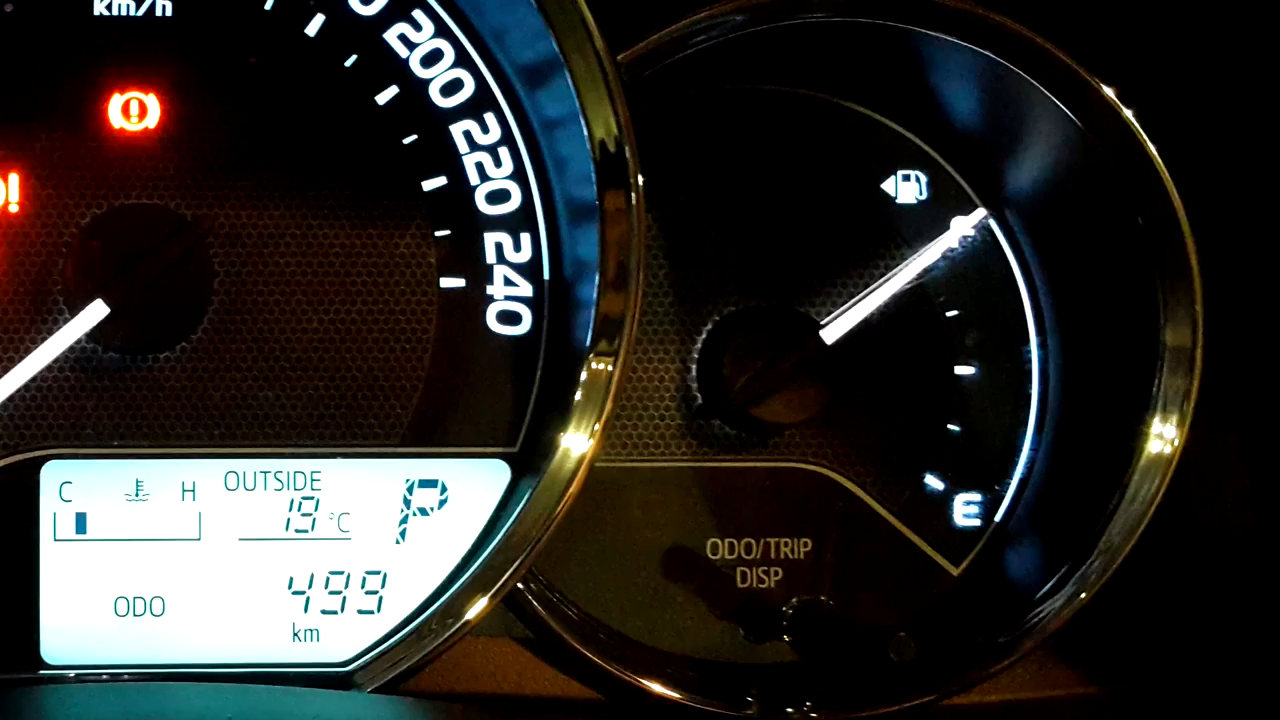 km/h
200
220
240
C H
OUTSIDE
19 °C
P
ODO
499
km
E
ODO/TRIP
DISP